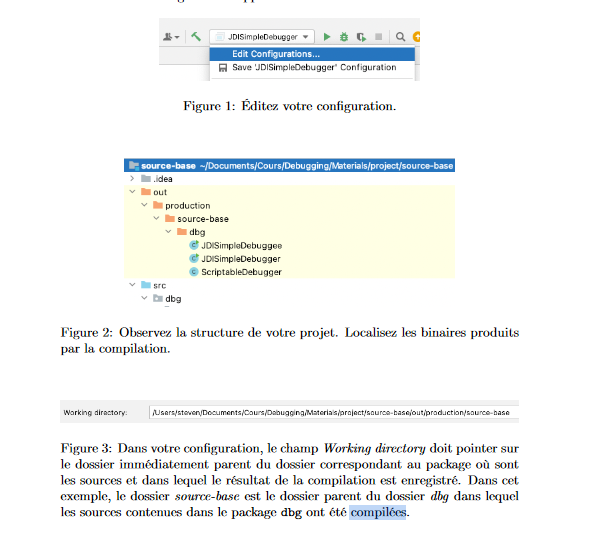 JDISimpleDebugger
Edit Configurations...
Save 'JDISimpleDebugger' Configuration
Figure 1: Éditez votre configuration.
source-base ~/Documents/Cours/Debugging/Materials/project/source-base
.idea
out
production
source-base
dbg
JDISimpleDebuggee
JDISimpleDebugger
ScriptableDebugger
src
dbg
Figure 2: Observez la structure de votre projet. Localisez les binaires produits
par la compilation.
Working directory: /Users/steven/Documents/Cours/Debugging/Materials/project/source-base/out/production/source-base
Figure 3: Dans votre configuration, le champ Working directory doit pointer sur
le dossier immédiatement parent du dossier correspondant au package où sont
les sources et dans lequel le résultat de la compilation est enregistré. Dans cet
exemple, le dossier source-base est le dossier parent du dossier dbg dans lequel
les sources contenues dans le package dbg ont été compilées.